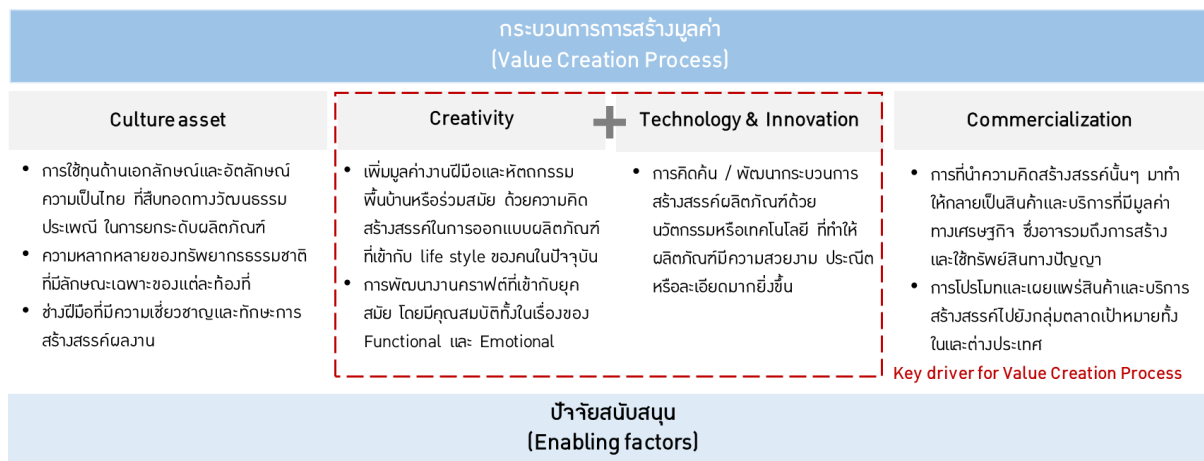 กระบวนการการสร้างมูลค่า
(Value Creation Process)
Culture asset
• การใช้ทุนด้านเอกลักษณ์และอัตลักษณ์
ความเป็นไทย ที่สืบทอดทางวัฒนธรรม
ประเพณี ในการยกระดับผลิตภัณฑ์
• ความหลากหลายของทรัพยากรธรรมชาติ
ที่มีลักษณะเฉพาะของแต่ละท้องที่
• ช่างฝีมือที่มีความเชี่ยวชาญและทักษะการ
สร้างสรรค์ผลงาน
Creativity
• เพิ่มมูลค่างานฝีมือและหัตถกรรม
พื้นบ้านหรือร่วมสมัย ด้วยความคิด
สร้างสรรค์ในการออกแบบผลิตภัณฑ์
ที่เข้ากับ life style ของคนในปัจจุบัน
• การพัฒนางานคราฟต์ที่เข้ากับยุค
สมัย โดยมีคุณสมบัติทั้งในเรื่องของ
Functional และ Emotional
+
Technology & Innovation
• การคิดค้น / พัฒนากระบวนการ
สร้างสรรค์ผลิตภัณฑ์ด้วย
นวัตกรรมหรือเทคโนโลยี ที่ทำให้
ผลิตภัณฑ์มีความสวยงาม ประณีต
หรือละเอียดมากยิ่งขึ้น
Commercialization
• การที่นำความคิดสร้างสรรค์นั้นๆ มาทำ
ให้กลายเป็นสินค้าและบริการที่มีมูลค่า
ทางเศรษฐกิจ ซึ่งอาจรวมถึงการสร้าง
และใช้ทรัพย์สินทางปัญญา
• การโปรโมทและเผยแพร่สินค้าและบริการ
สร้างสรรค์ไปยังกลุ่มตลาดเป้าหมายทั้ง
ในและต่างประเทศ
Key driver for Value Creation Process
ปัจจัยสนับสนุน
(Enabling factors)